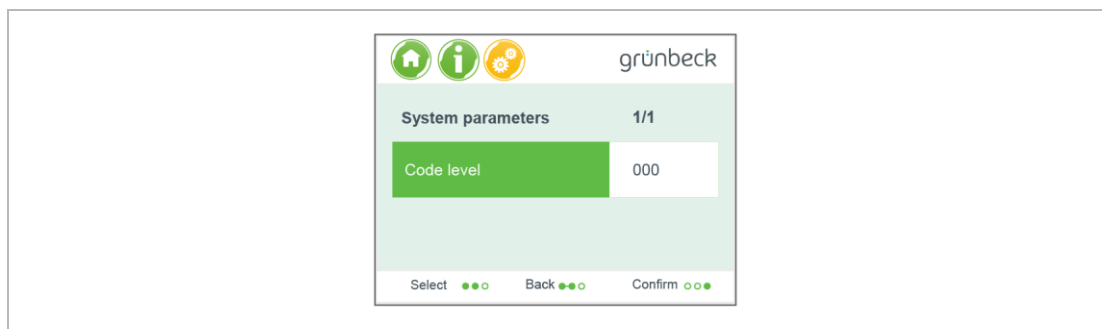 grünbeck
System parameters 1/1
Code level 000
Select Back Confirm